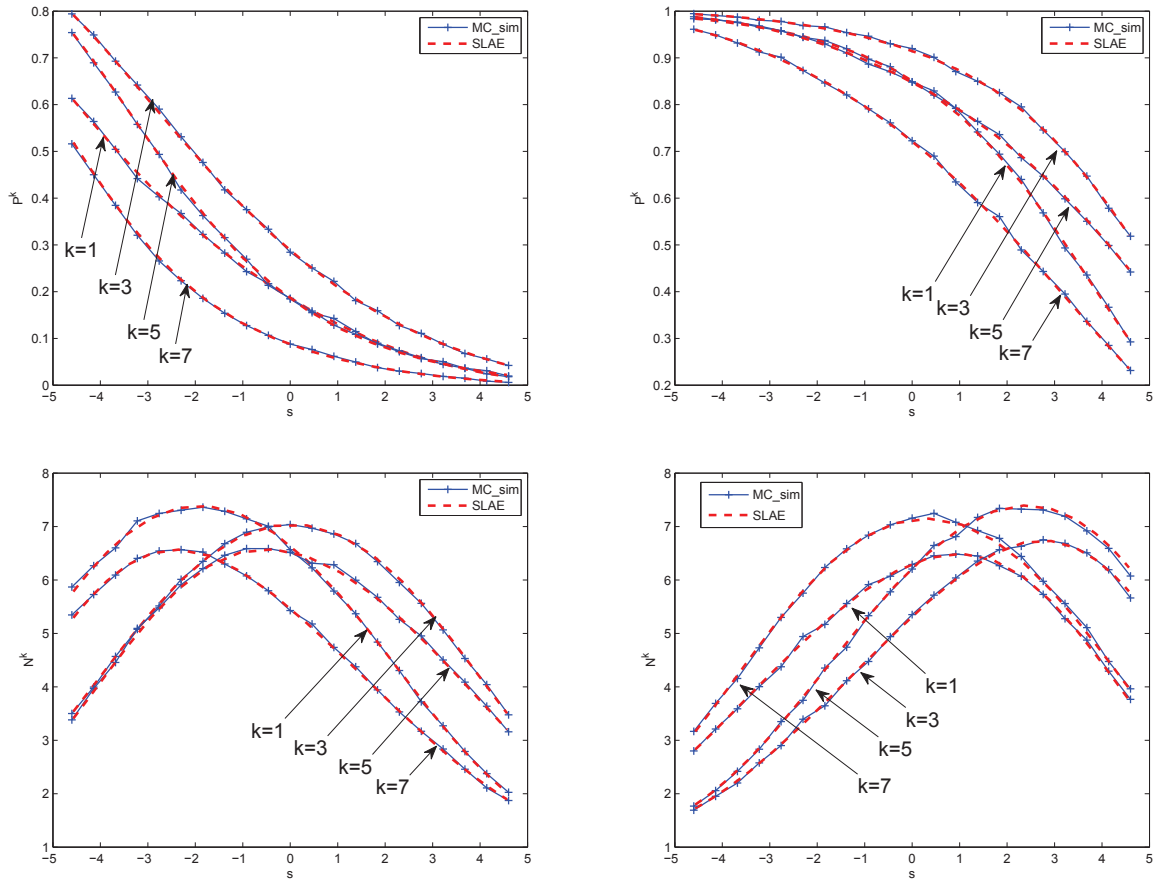 0.8
0.7
0.6
0.5
0.4
0.3
0.2
0.1
0
P^k
−5 −4 −3 −2 −1 0 1 2 3 4 5
s
MC_sim
SLAE
k=1
k=3
k=5
k=7
1
0.9
0.8
0.7
0.6
0.5
0.4
0.3
0.2
P^k
−5 −4 −3 −2 −1 0 1 2 3 4 5
s
MC_sim
SLAE
k=1
k=3
k=5
k=7
8
7
6
5
4
3
2
1
N^k
−5 −4 −3 −2 −1 0 1 2 3 4 5
s
MC_sim
SLAE
k=1
k=3
k=5
k=7
8
7
6
5
4
3
2
1
N^k
−5 −4 −3 −2 −1 0 1 2 3 4 5
s
MC_sim
SLAE
k=1
k=3
k=5
k=7